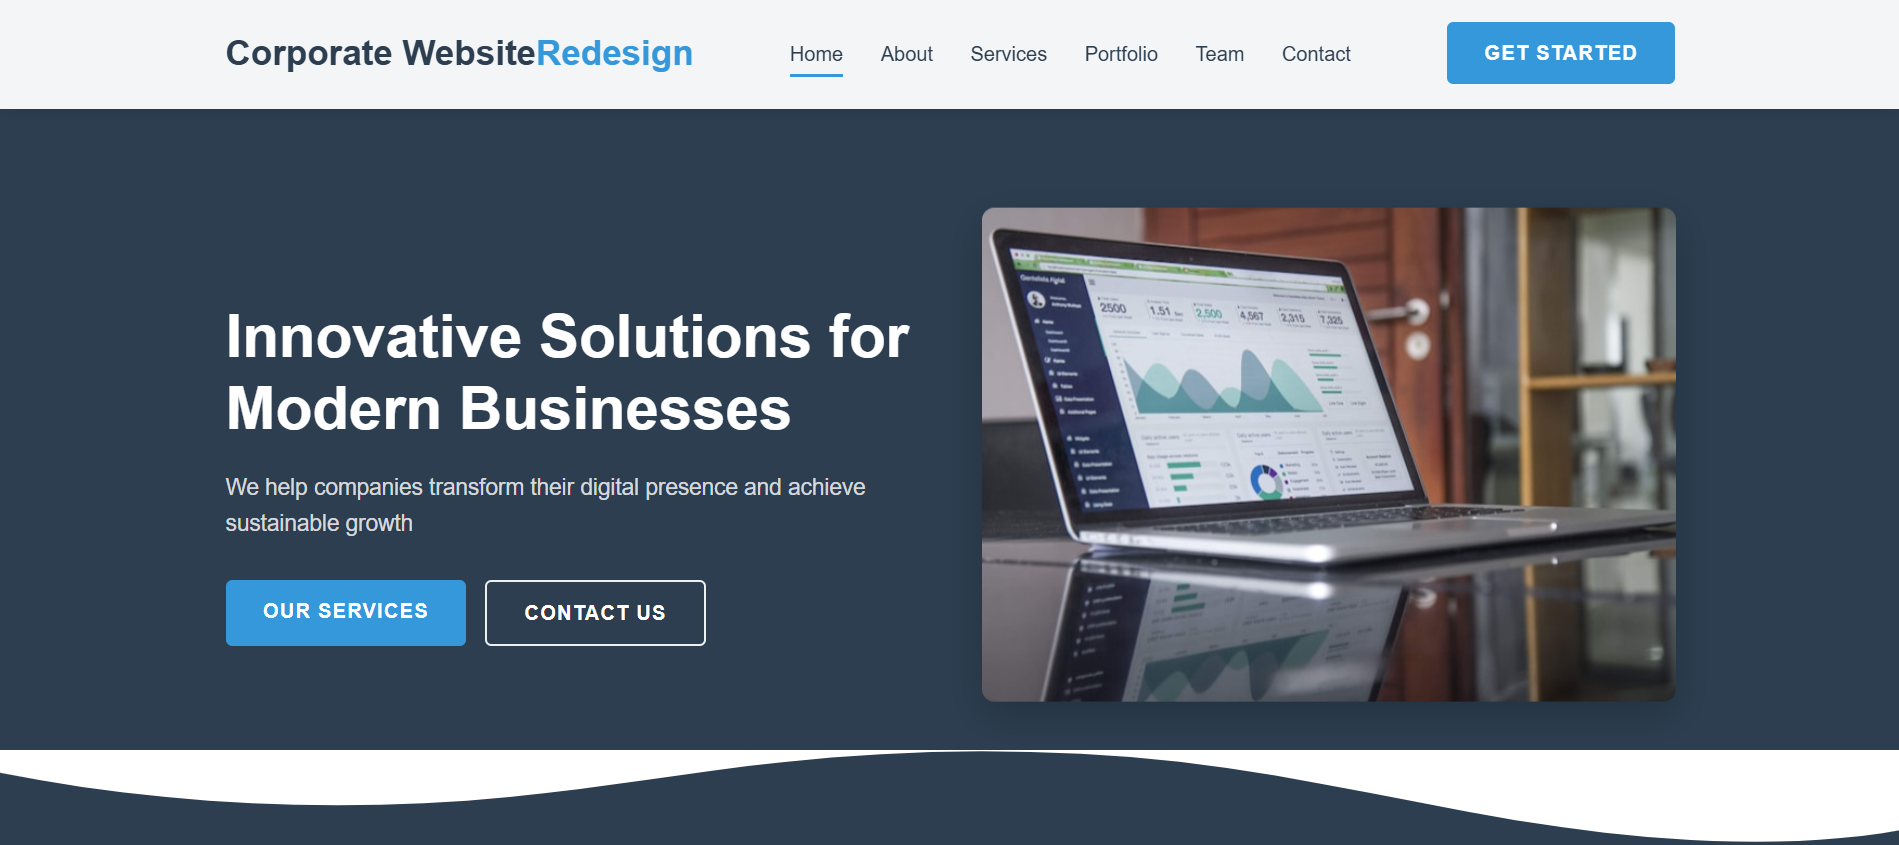 Corporate WebsiteRedesign
Home About Services Portfolio Team Contact
GET STARTED
Innovative Solutions for
Modern Businesses
We help companies transform their digital presence and achieve
sustainable growth
OUR SERVICES
CONTACT US
2500 1.51 2,500 4,567 2,315 7,325